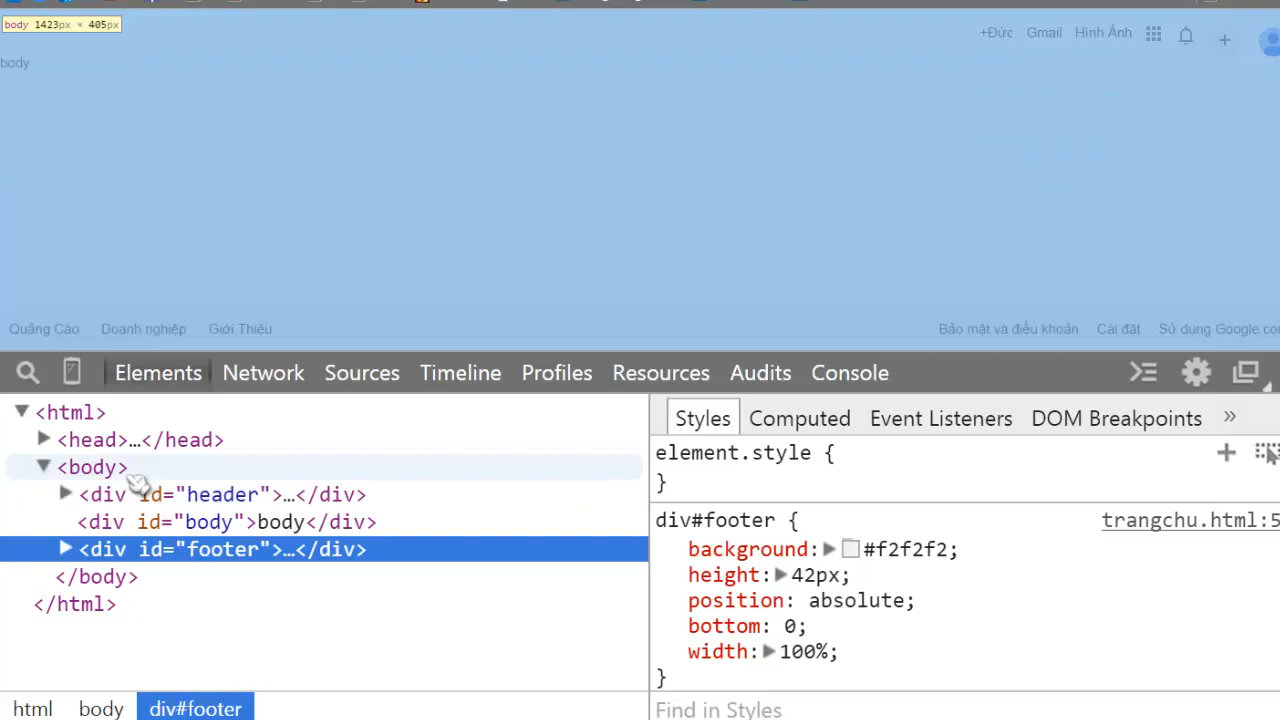 body 1423px × 405px
+Đức Gmail Hình Ảnh
body
Quảng Cáo Doanh nghiệp Giới Thiệu Bảo mật và điều khoản Cài đặt Sử dụng Google.co
Elements Network Sources Timeline Profiles Resources Audits Console
<html>
<head>…</head>
<body>
<div id="header">…</div>
<div id="body">body</div>
<div id="footer">…</div>
</body>
</html>
html body div#footer
Styles Computed Event Listeners DOM Breakpoints »
element.style {
}
div#footer { trangchu.html:5
background: #f2f2f2;
height: 42px;
position: absolute;
bottom: 0;
width: 100%;
}
Find in Styles